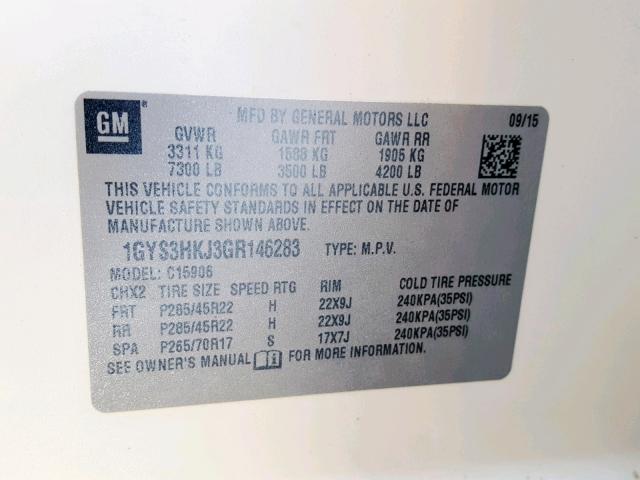 GM ®
MFD BY GENERAL MOTORS LLC 09/15
GVWR GAWR FRT GAWR RR
3311 KG 1588 KG 1905 KG
7300 LB 3500 LB 4200 LB
THIS VEHICLE CONFORMS TO ALL APPLICABLE U.S. FEDERAL MOTOR
VEHICLE SAFETY STANDARDS IN EFFECT ON THE DATE OF
MANUFACTURE SHOWN ABOVE.
1GYS3HKJ3GR146283 TYPE: M.P.V.
MODEL: C15906
CHX2 TIRE SIZE SPEED RTG RIM COLD TIRE PRESSURE
FRT P285/45R22 H 22X9J 240KPA(35PSI)
RR P285/45R22 H 22X9J 240KPA(35PSI)
SPA P265/70R17 S 17X7J 240KPA(35PSI)
SEE OWNER'S MANUAL FOR MORE INFORMATION.